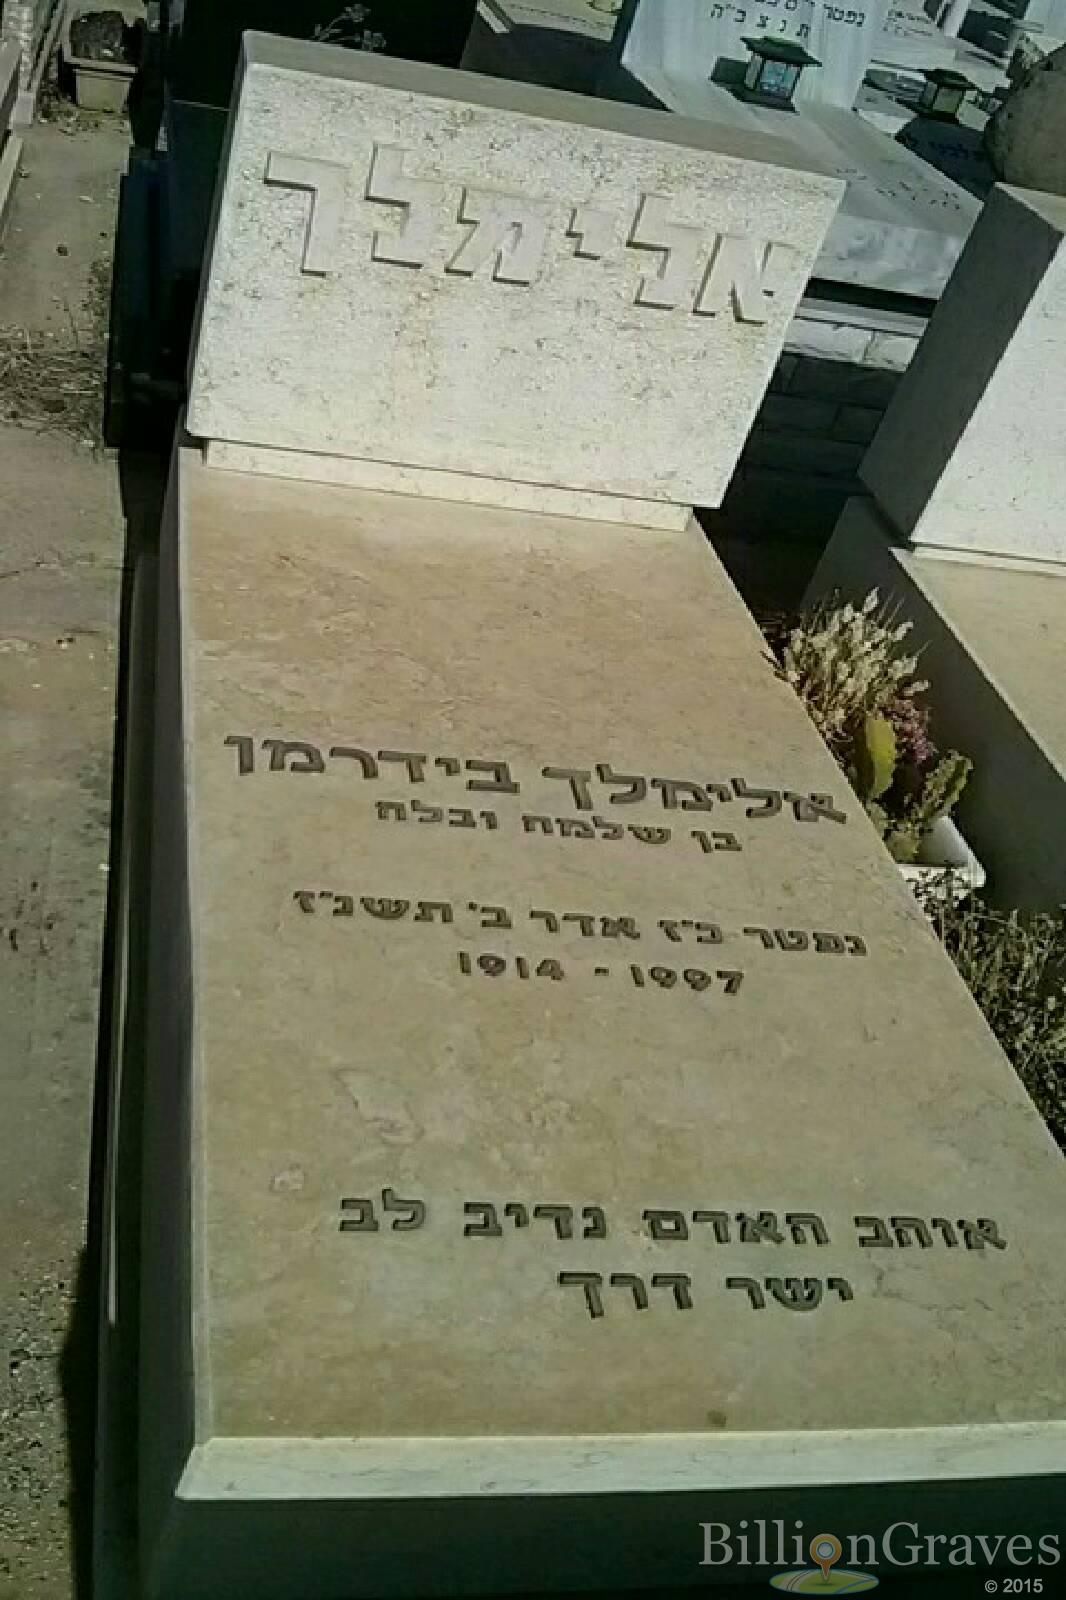 נפטר
ת נ צ ב "ה
אלימלך
אלימלך בידרמן
בן שלמה ובלה
נפטר כ"ז אדר ב' תשנ"ז
1914 - 1997
אוהב האדם נדיב לב
ישר דרך
BillionGraves
© 2015